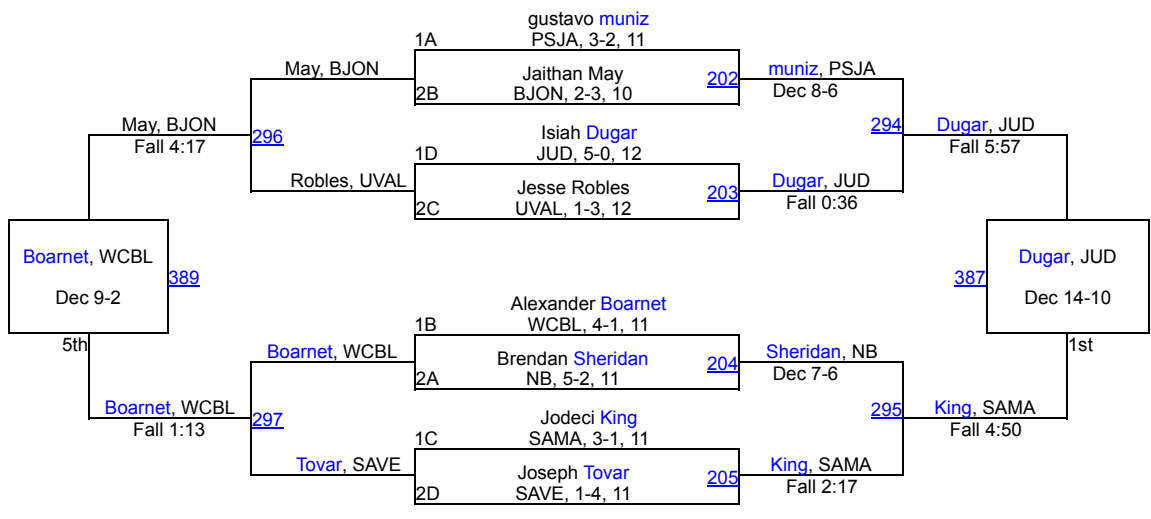 gustavo muniz
1A
PSJA, 3-2, 11
May, BJON
Jaithan May
202
muniz, PSJA
2B
BJON, 2-3, 10
Dec 8-6
May, BJON
Fall 4:17
296
Isiah Dugar
294
Dugar, JUD
Fall 5:57
1D
JUD, 5-0, 12
Robles, UVAL
Jesse Robles
203
Dugar, JUD
2C
UVAL, 1-3, 12
Fall 0:36
Boarnet, WCBL
389
Dec 9-2
5th
Dugar, JUD
387
Dec 14-10
1st
Alexander Boarnet
1B
WCBL, 4-1, 11
Boarnet, WCBL
Brendan Sheridan
204
Sheridan, NB
2A
NB, 5-2, 11
Dec 7-6
Boarnet, WCBL
Fall 1:13
297
Jodeci King
295
King, SAMA
Fall 4:50
1C
SAMA, 3-1, 11
Tovar, SAVE
Joseph Tovar
205
King, SAMA
2D
SAVE, 1-4, 11
Fall 2:17